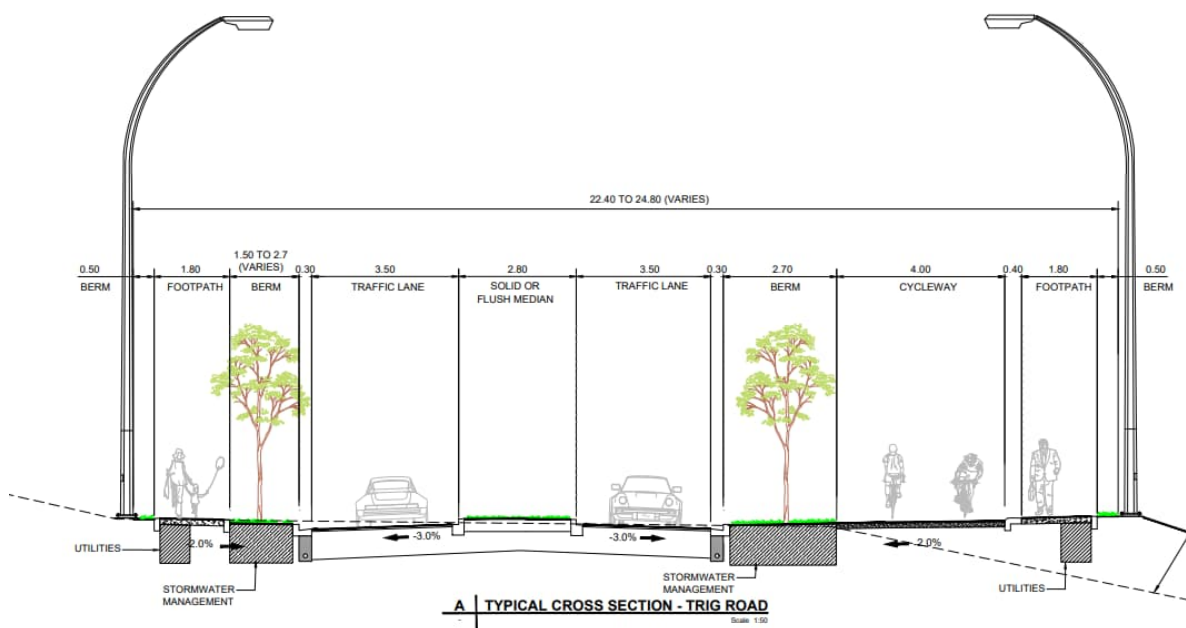 22.40 TO 24.80 (VARIES)
1.50 TO 2.7
(VARIES)
0.50 1.80 0.30 3.50 2.80 3.50 0.30 2.70 4.00 0.40 1.80 0.50
BERM FOOTPATH BERM TRAFFIC LANE SOLID OR TRAFFIC LANE BERM CYCLEWAY FOOTPATH BERM
FLUSH MEDIAN
-3.0% -3.0%
2.0% 2.0%
UTILITIES
STORMWATER
MANAGEMENT
STORMWATER
MANAGEMENT
UTILITIES
A TYPICAL CROSS SECTION - TRIG ROAD
Scale 1:50